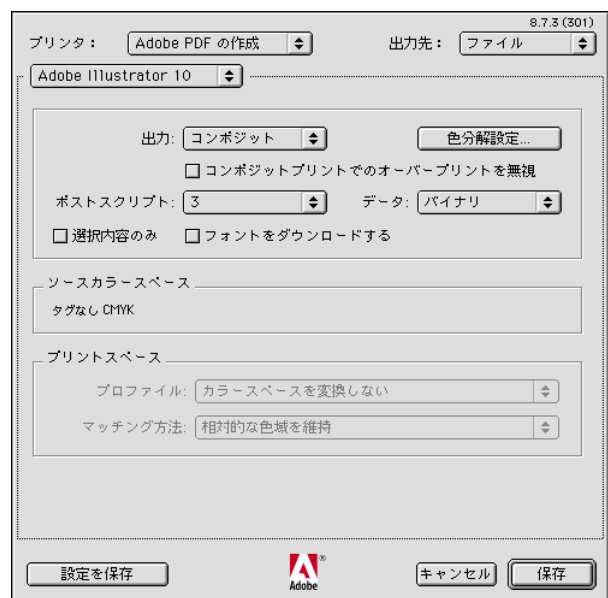 8.7.3 (301)
プリンタ： Adobe PDF の作成 出力先： ファイル
Adobe Illustrator 10
出力: コンポジット 色分解設定...
コンポジットプリントでのオーバープリントを無視
ポストスクリプト: 3 データ: バイナリ
選択内容のみ フォントをダウンロードする
ソースカラースペース
タグなし CMYK
プリントスペース
プロファイル: カラースペースを変換しない
マッチング方法: 相対的な色域を維持
設定を保存 Adobe ® キャンセル 保存